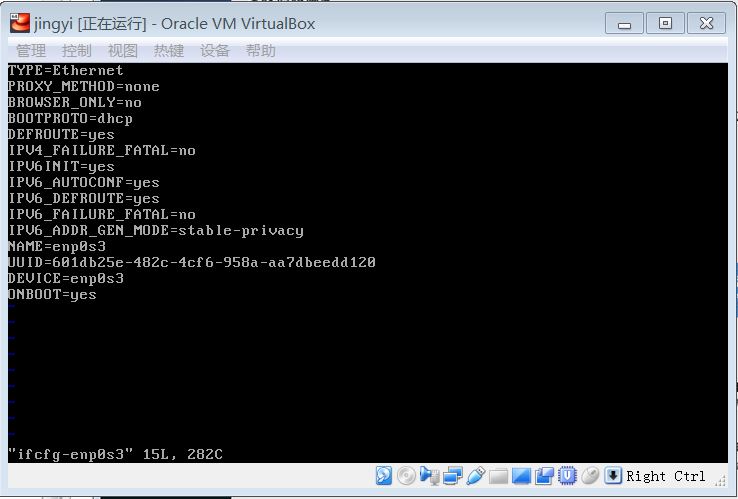 jingyi [正在运行] - Oracle VM VirtualBox
管理 控制 视图 热键 设备 帮助
TYPE=Ethernet
PROXY_METHOD=none
BROWSER_ONLY=no
BOOTPROTO=dhcp
DEFROUTE=yes
IPV4_FAILURE_FATAL=no
IPV6INIT=yes
IPV6_AUTOCONF=yes
IPV6_DEFROUTE=yes
IPV6_FAILURE_FATAL=no
IPV6_ADDR_GEN_MODE=stable-privacy
NAME=enp0s3
UUID=601db25e-482c-4cf6-958a-aa7dbeedd120
DEVICE=enp0s3
ONBOOT=yes
"ifcfg-enp0s3" 15L, 282C
Right Ctrl